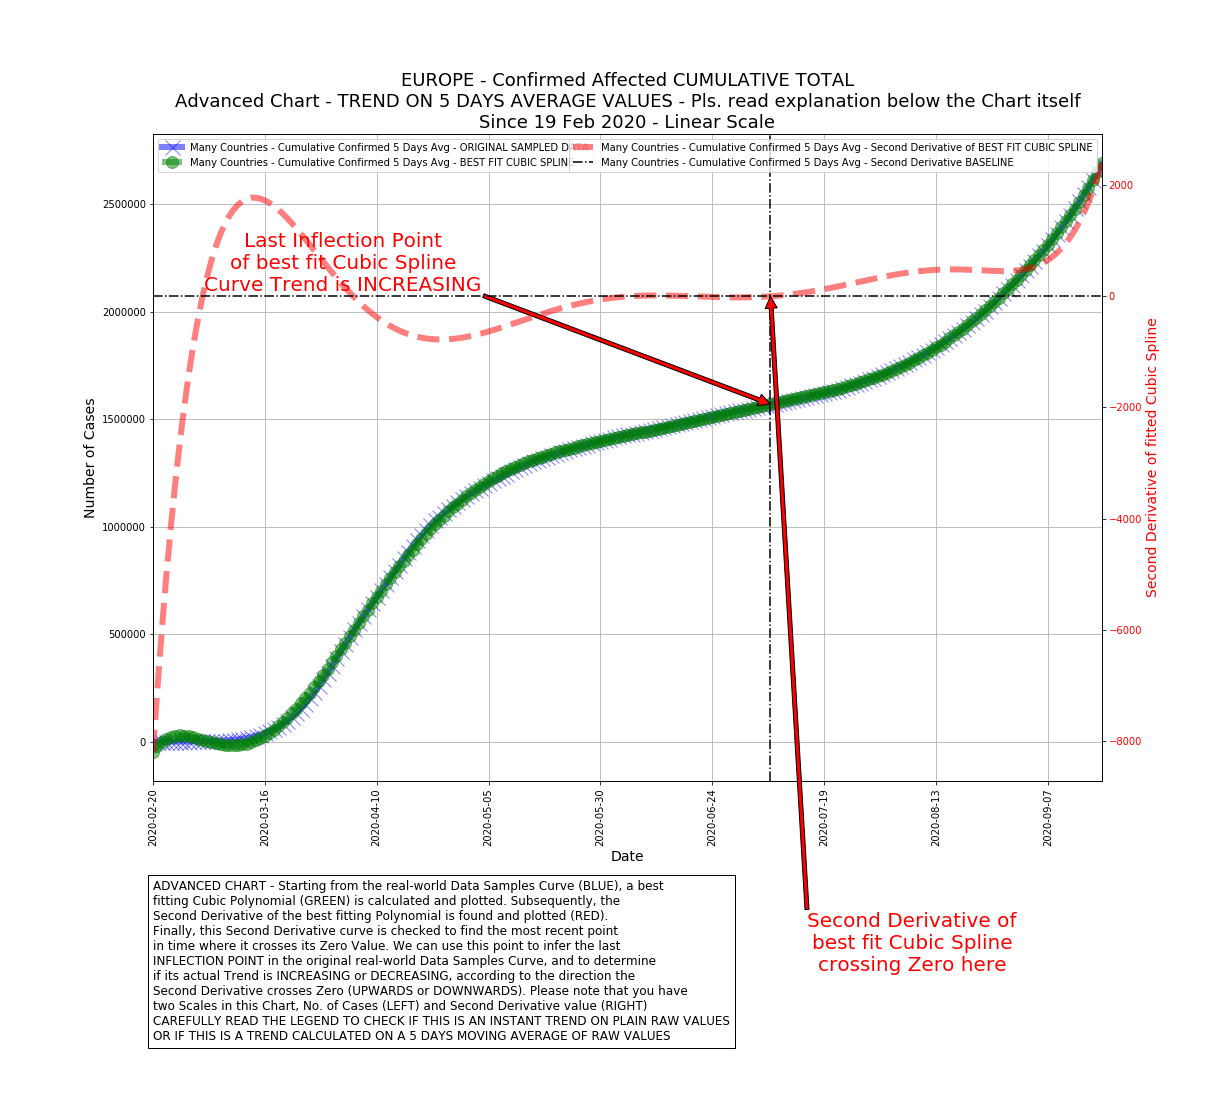 EUROPE - Confirmed Affected CUMULATIVE TOTAL
Advanced Chart - TREND ON 5 DAYS AVERAGE VALUES - Pls. read explanation below the Chart itself
Since 19 Feb 2020 - Linear Scale
Many Countries - Cumulative Confirmed 5 Days Avg - ORIGINAL SAMPLED DATA
Many Countries - Cumulative Confirmed 5 Days Avg - BEST FIT CUBIC SPLINE
Many Countries - Cumulative Confirmed 5 Days Avg - Second Derivative of BEST FIT CUBIC SPLINE
Many Countries - Cumulative Confirmed 5 Days Avg - Second Derivative BASELINE
Last Inflection Point
of best fit Cubic Spline
Curve Trend is INCREASING
Number of Cases
2500000
2000000
1500000
1000000
500000
0
2000
0
−2000
−4000
−6000
−8000
Second Derivative of fitted Cubic Spline
2020-02-20
2020-03-16
2020-04-10
2020-05-05
2020-05-30
2020-06-24
2020-07-19
2020-08-13
2020-09-07
Date
Second Derivative of
best fit Cubic Spline
crossing Zero here
ADVANCED CHART - Starting from the real-world Data Samples Curve (BLUE), a best
fitting Cubic Polynomial (GREEN) is calculated and plotted. Subsequently, the
Second Derivative of the best fitting Polynomial is found and plotted (RED).
Finally, this Second Derivative curve is checked to find the most recent point
in time where it crosses its Zero Value. We can use this point to infer the last
INFLECTION POINT in the original real-world Data Samples Curve, and to determine
if its actual Trend is INCREASING or DECREASING, according to the direction the
Second Derivative crosses Zero (UPWARDS or DOWNWARDS). Please note that you have
two Scales in this Chart, No. of Cases (LEFT) and Second Derivative value (RIGHT)
CAREFULLY READ THE LEGEND TO CHECK IF THIS IS AN INSTANT TREND ON PLAIN RAW VALUES
OR IF THIS IS A TREND CALCULATED ON A 5 DAYS MOVING AVERAGE OF RAW VALUES